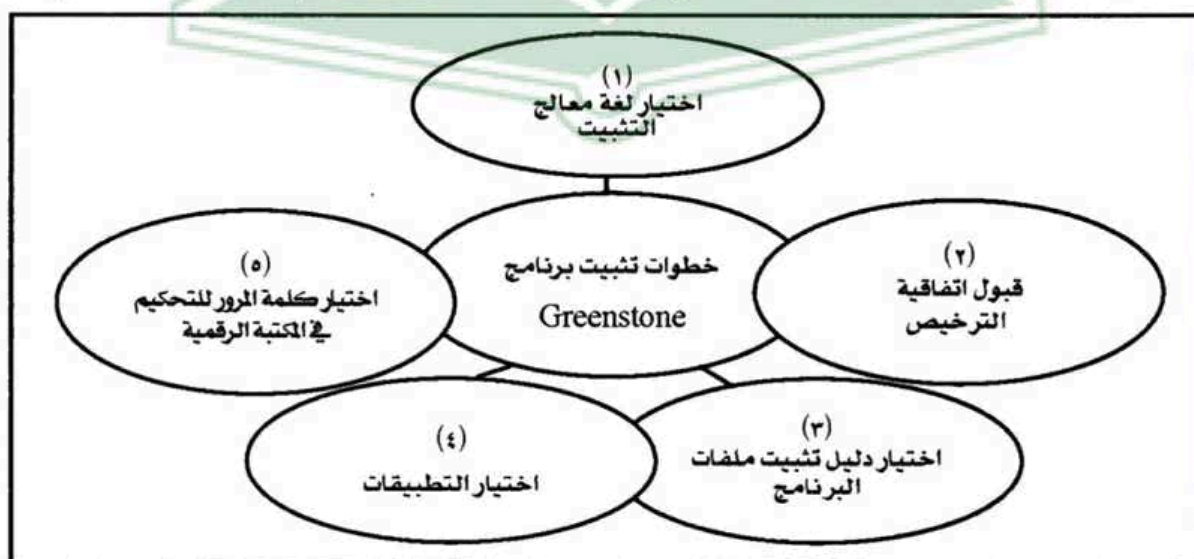 (١)
اختيار لغة معالج
التثبيت
خطوات تثبيت برنامج
Greenstone
(٢)
قبول اتفاقية
الترخيص
(٣)
اختيار دليل تثبيت ملفات
البرنامج
(٤)
اختيار التطبيقات
(٥)
اختيار كلمة المرور للتحكيم
في المكتبة الرقمية